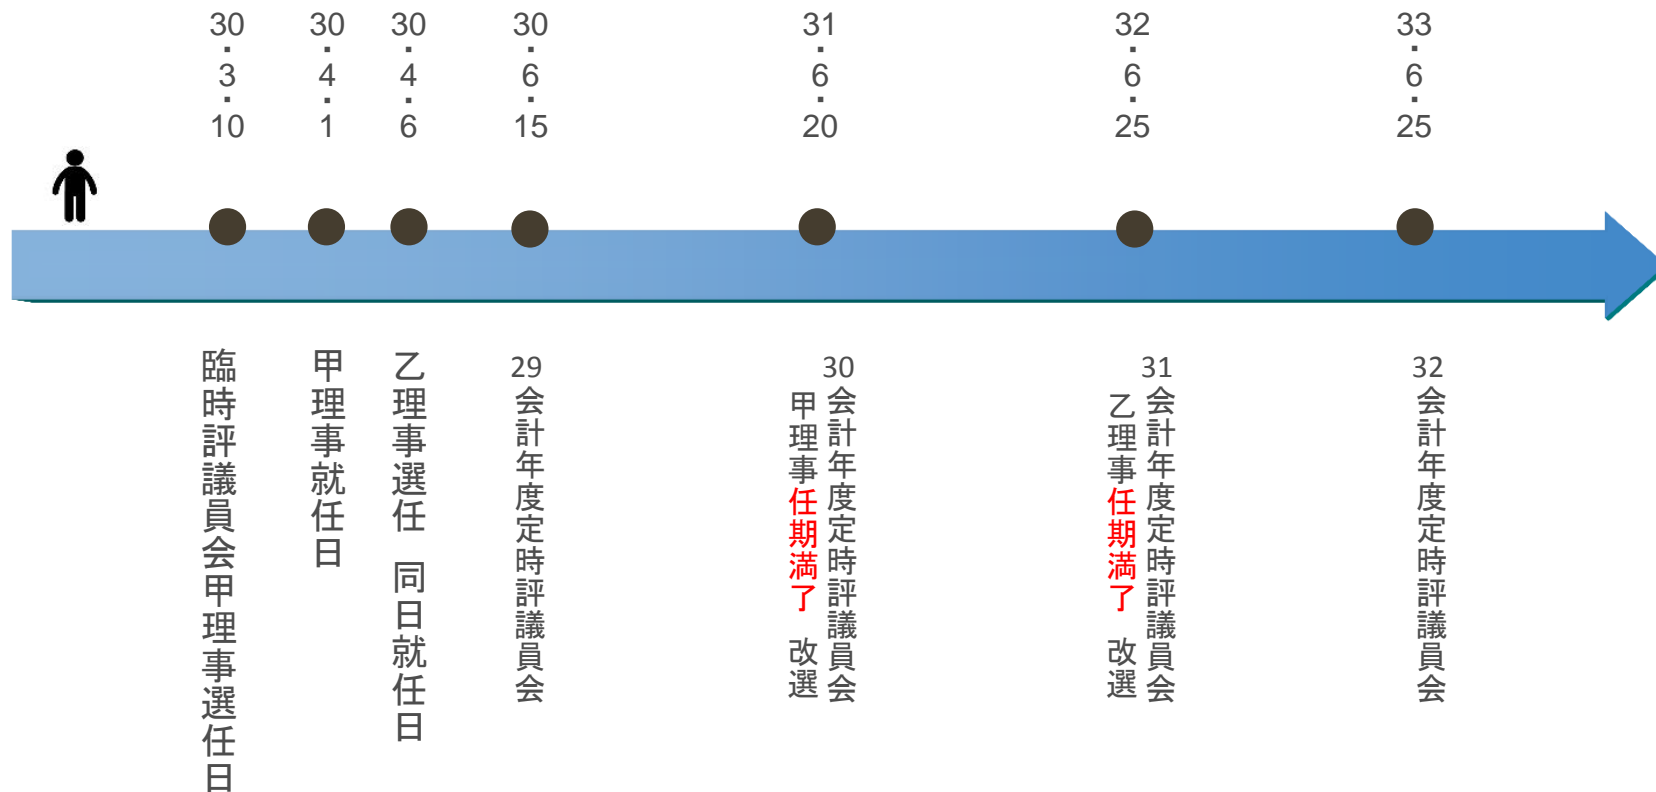 30・3・10
30・4・1
30・4・6
30・6・15
31・6・20
32・6・25
33・6・25
臨時評議員会甲理事選任日
甲理事就任日
乙理事選任 同日就任日
29会計年度定時評議員会
30会計年度定時評議員会
甲理事任期満了 改選
31会計年度定時評議員会
乙理事任期満了 改選
32会計年度定時評議員会